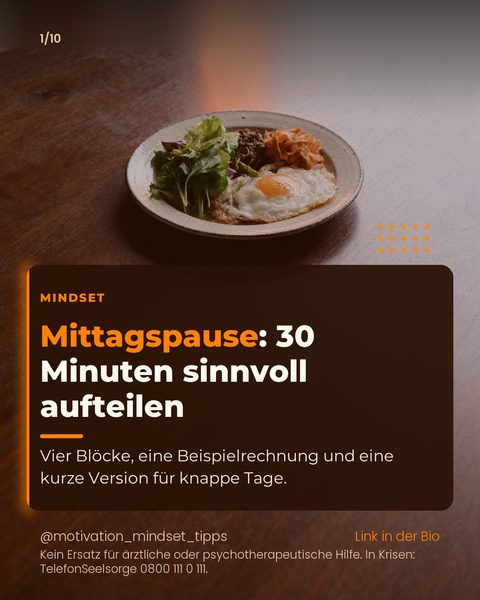 1/10
MINDSET
Mittagspause: 30
Minuten sinnvoll
aufteilen
Vier Blöcke, eine Beispielrechnung und eine
kurze Version für knappe Tage.
@motivation_mindset_tipps
Link in der Bio
Kein Ersatz für ärztliche oder psychotherapeutische Hilfe. In Krisen:
TelefonSeelsorge 0800 111 0 111.